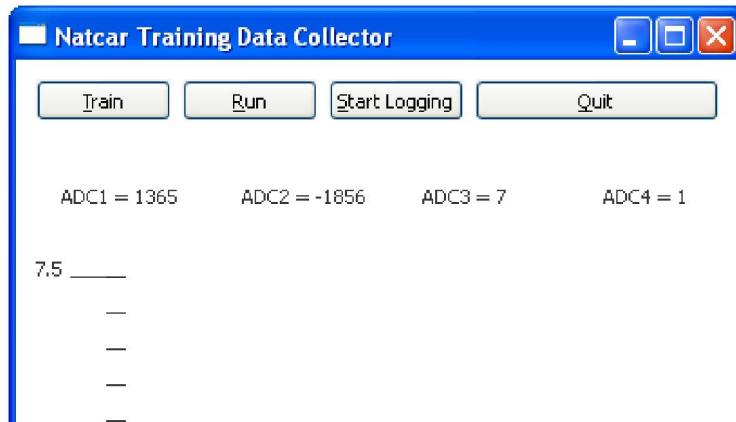 Natcar Training Data Collector
Train Run Start Logging Quit
ADC1 = 1365 ADC2 = -1856 ADC3 = 7 ADC4 = 1
7.5